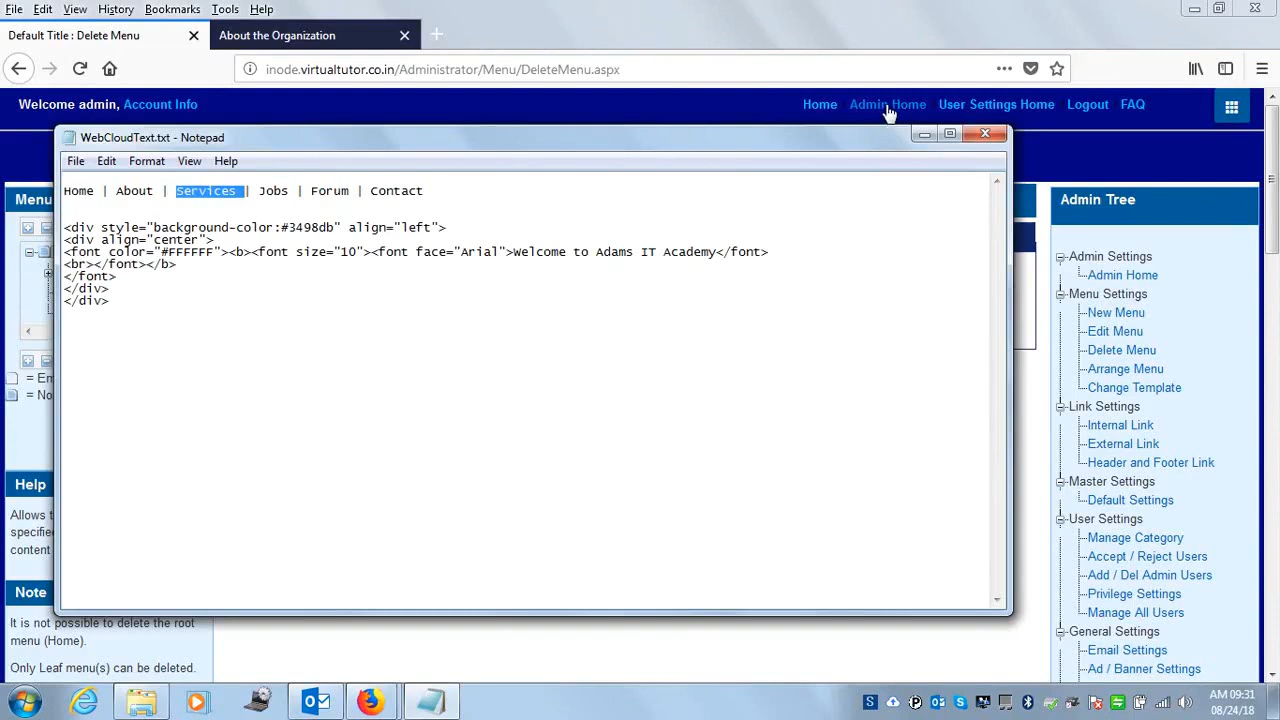 File Edit View History Bookmarks Tools Help
Default Title : Delete Menu
About the Organization
inode.virtualtutor.co.in/Administrator/Menu/DeleteMenu.aspx
Welcome admin, Account Info
Home Admin Home User Settings Home Logout FAQ
WebCloudText.txt - Notepad
File Edit Format View Help
Home | About | Services | Jobs | Forum | Contact
<div style="background-color:#3498db" align="left">
<div align="center">
<font color="#FFFFFF"><b><font size="10"><font face="Arial">Welcome to Adams IT Academy</font>
<br></font></b>
</font>
</div>
</div>
Menu
= En
= No
Help
Allows t
specifie
content
Note
It is not possible to delete the root
menu (Home).
Only Leaf menu(s) can be deleted.
Admin Tree
Admin Settings
Admin Home
Menu Settings
New Menu
Edit Menu
Delete Menu
Arrange Menu
Change Template
Link Settings
Internal Link
External Link
Header and Footer Link
Master Settings
Default Settings
User Settings
Manage Category
Accept / Reject Users
Add / Del Admin Users
Privilege Settings
Manage All Users
General Settings
Email Settings
Ad / Banner Settings
AM 09:31
08/24/18